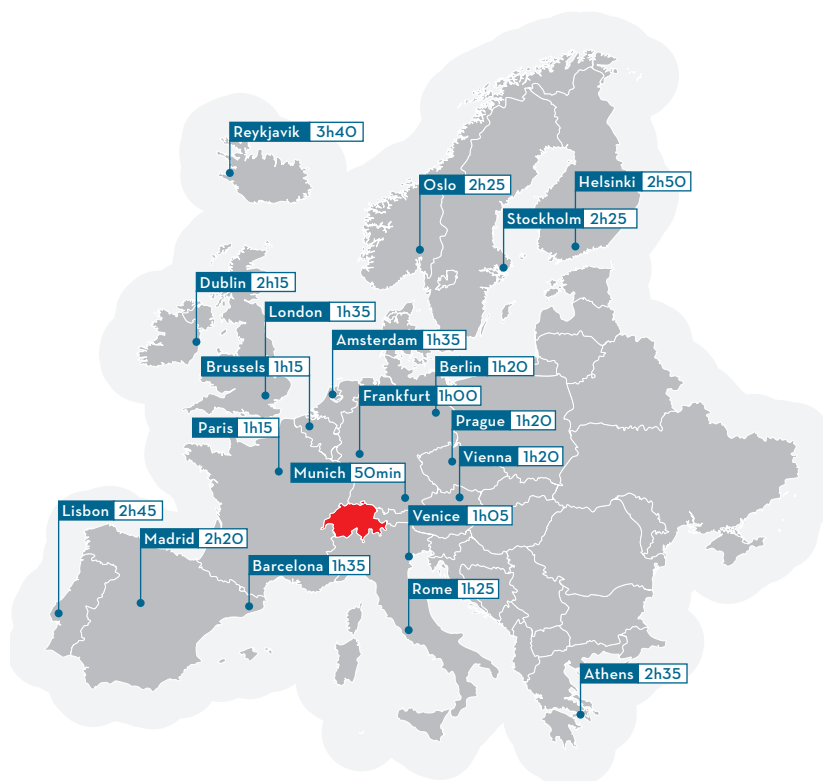 Reykjavik 3h40
Oslo 2h25
Helsinki 2h50
Stockholm 2h25
Dublin 2h15
London 1h35
Amsterdam 1h35
Brussels 1h15
Berlin 1h20
Frankfurt 1h00
Prague 1h20
Paris 1h15
Vienna 1h20
Munich 50min
Lisbon 2h45
Venice 1h05
Madrid 2h20
Barcelona 1h35
Rome 1h25
Athens 2h35